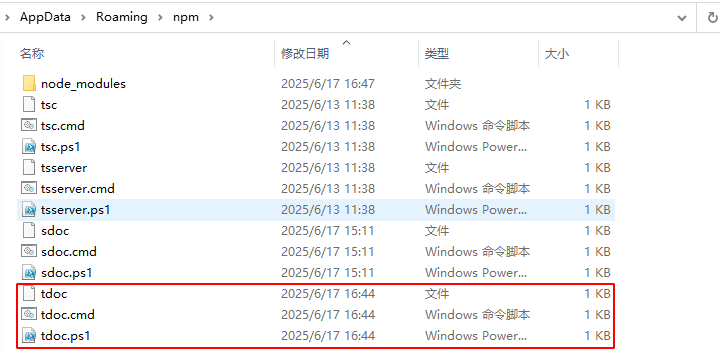 AppData > Roaming > npm >
名称 修改日期 类型 大小
node_modules 2025/6/17 16:47 文件夹
tsc 2025/6/13 11:38 文件 1 KB
tsc.cmd 2025/6/13 11:38 Windows 命令脚本 1 KB
tsc.ps1 2025/6/13 11:38 Windows Power... 1 KB
tsserver 2025/6/13 11:38 文件 1 KB
tsserver.cmd 2025/6/13 11:38 Windows 命令脚本 1 KB
tsserver.ps1 2025/6/13 11:38 Windows Power... 1 KB
sdoc 2025/6/17 15:11 文件 1 KB
sdoc.cmd 2025/6/17 15:11 Windows 命令脚本 1 KB
sdoc.ps1 2025/6/17 15:11 Windows Power... 1 KB
tdoc 2025/6/17 16:44 文件 1 KB
tdoc.cmd 2025/6/17 16:44 Windows 命令脚本 1 KB
tdoc.ps1 2025/6/17 16:44 Windows Power... 1 KB